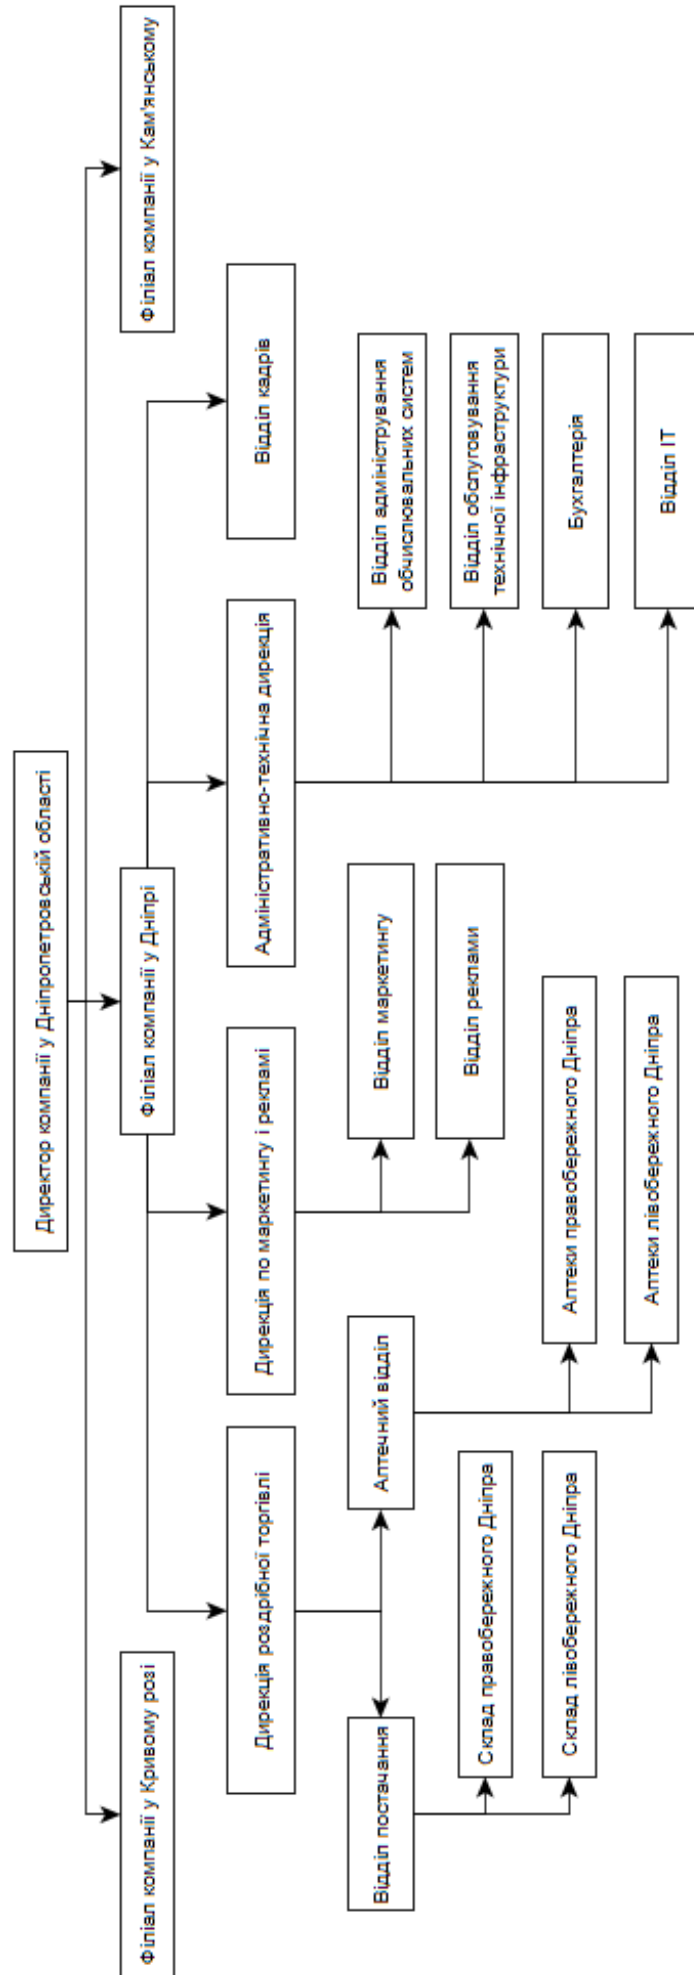 Директор компанії у Дніпропетровській області
Філіал компанії у Кривому розі
Філіал компанії у Дніпрі
Філіал компанії у Кам'янському
Дирекція роздрібної торгівлі
Дирекція по маркетингу і рекламі
Адміністративно-технічна дирекція
Відділ кадрів
Відділ постачання
Аптечний відділ
Відділ маркетингу
Відділ адміністрування
обчислювальних систем
Відділ реклами
Відділ обслуговування
технічної інфраструктури
Склад правобережного Дніпра
Аптеки правобережного Дніпра
Бухгалтерія
Склад лівобережного Дніпра
Аптеки лівобережного Дніпра
Відділ ІТ